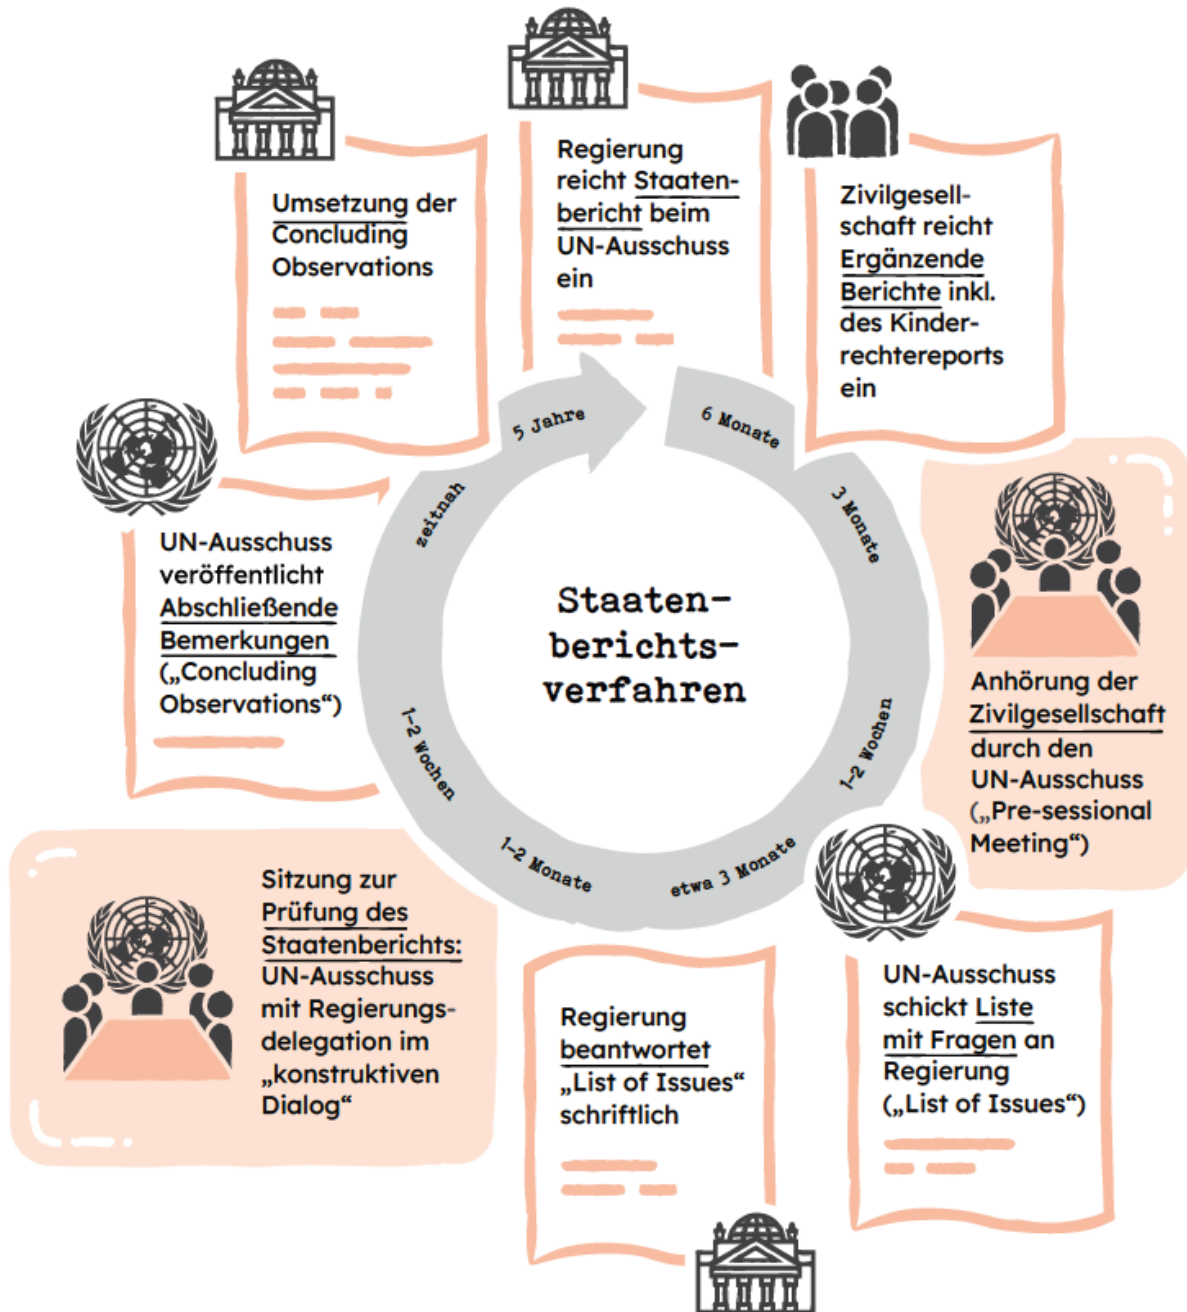 Regierung
reicht Staaten-
bericht beim
UN-Ausschuss
ein
6 Monate
Zivilgesell-
schaft reicht
Ergänzende
Berichte inkl.
des Kinder-
rechtereports
ein
3 Monate
Anhörung der
Zivilgesellschaft
durch den
UN-Ausschuss
(„Pre-sessional
Meeting“)
1-2 Wochen
UN-Ausschuss
schickt Liste
mit Fragen an
Regierung
(„List of Issues“)
etwa 3 Monate
Regierung
beantwortet
„List of Issues“
schriftlich
1-2 Monate
Sitzung zur
Prüfung des
Staatenberichts:
UN-Ausschuss
mit Regierungs-
delegation im
„konstruktiven
Dialog“
1-2 Wochen
UN-Ausschuss
veröffentlicht
Abschließende
Bemerkungen
(„Concluding
Observations“)
zeitnah
Umsetzung der
Concluding
Observations
5 Jahre
Staaten-
berichts-
verfahren